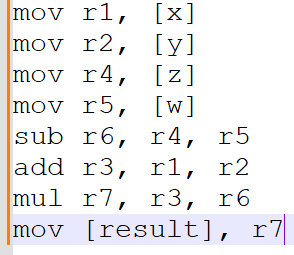 mov r1, [x]
mov r2, [y]
mov r4, [z]
mov r5, [w]
sub r6, r4, r5
add r3, r1, r2
mul r7, r3, r6
mov [result], r7